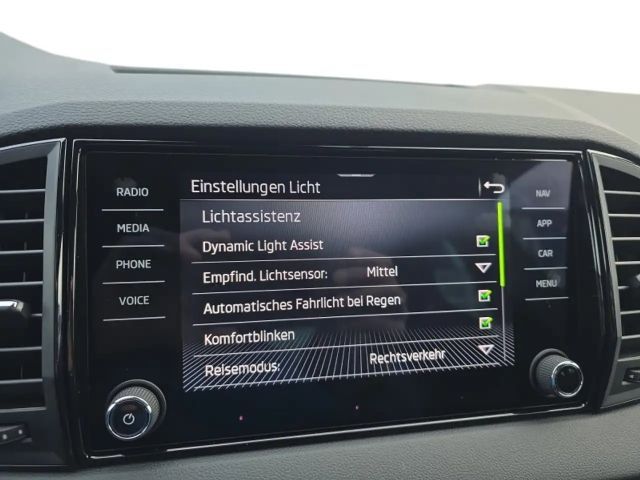 RADIO
MEDIA
PHONE
VOICE
Einstellungen Licht
Lichtassistenz
Dynamic Light Assist
Empfind. Lichtsensor: Mittel
Automatisches Fahrlicht bei Regen
Komfortblinken
Reisemodus: Rechtsverkehr
NAV
APP
CAR
MENU